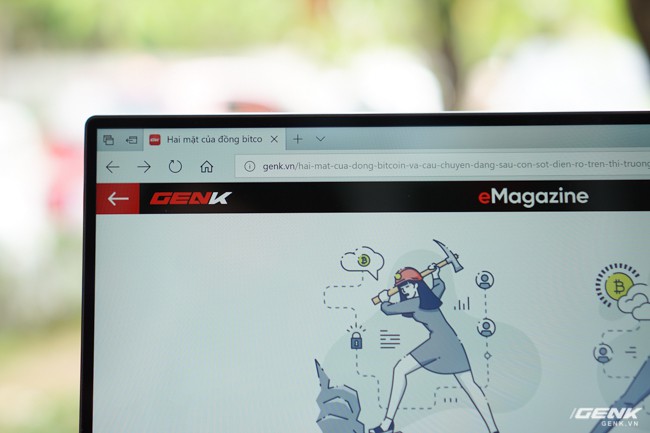 Hai mặt của đồng bitco
genk.vn/hai-mat-cua-dong-bitcoin-va-cau-chuyen-dang-sau-con-sot-dien-ro-tren-thi-truong
GENK
eMagazine
GENK
GENK.VN